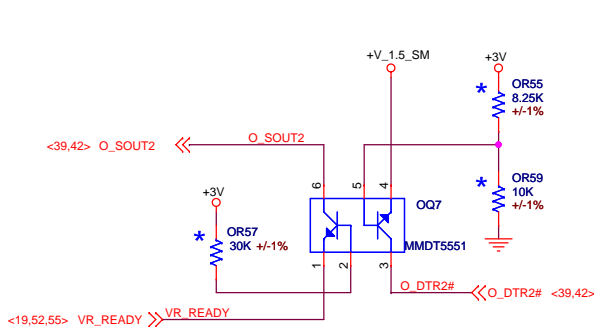 +V_1.5_SM
+3V
OR55
8.25K
+/-1%
O_SOUT2
<39,42> O_SOUT2
6
5
4
OR59
10K
+/-1%
+3V
OQ7
OR57
30K +/-1%
MMDT5551
1
2
3
O_DTR2#
O_DTR2# <39,42>
VR_READY
<19,52,55> VR_READY